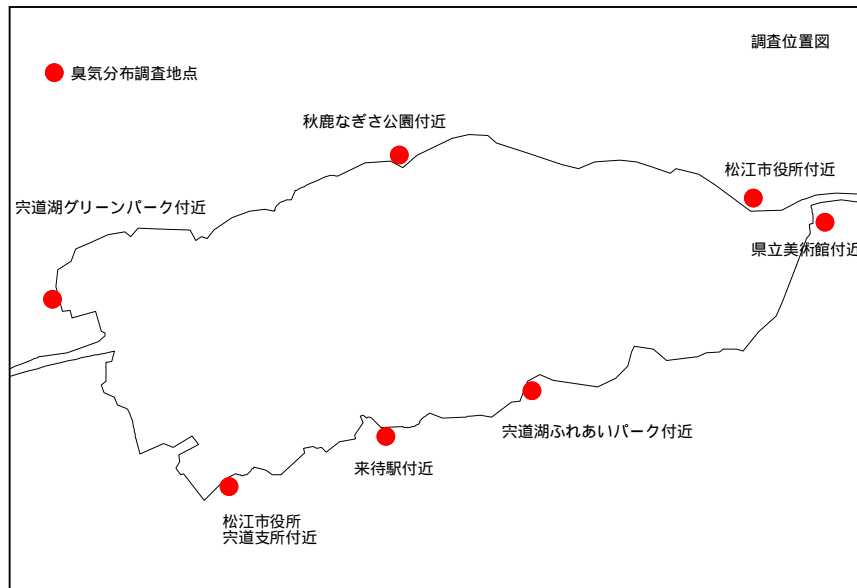 調査位置図
臭気分布調査地点
秋鹿なぎさ公園付近
松江市役所付近
宍道湖グリーンパーク付近
県立美術館付近
宍道湖ふれあいパーク付近
来待駅付近
松江市役所
宍道支所付近